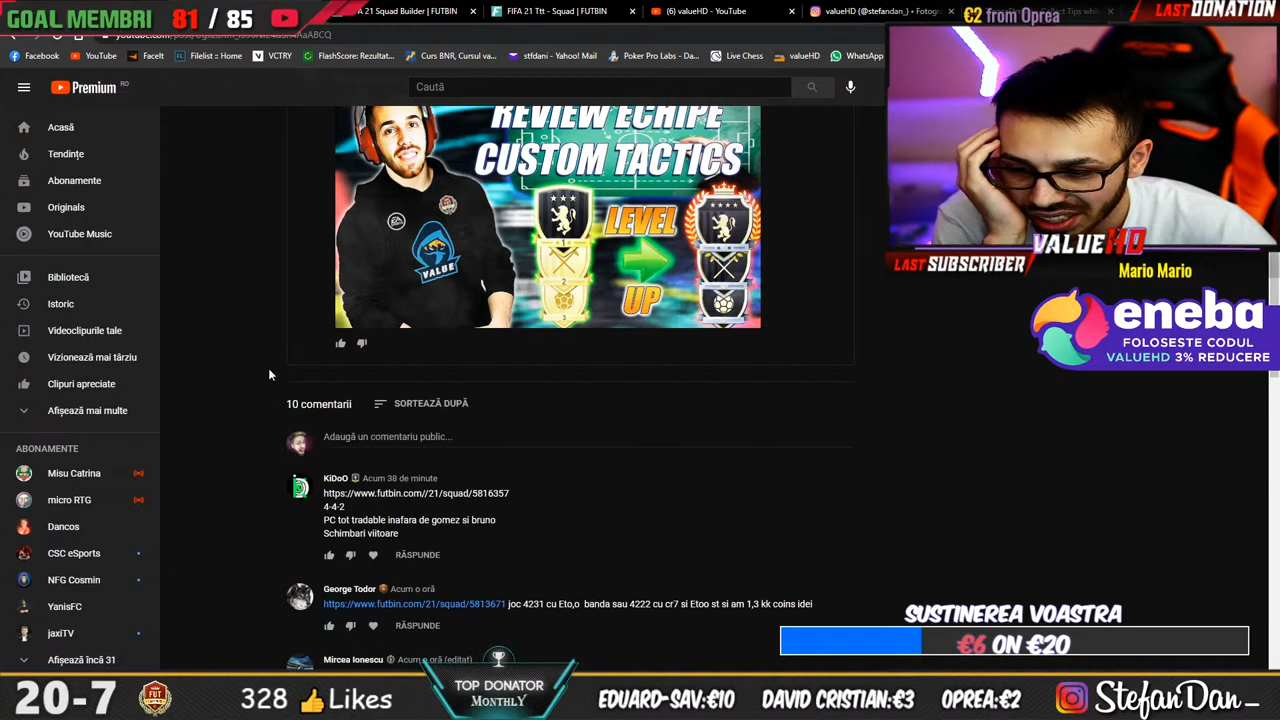 GOAL MEMBRI 81 / 85
FIFA 21 Squad Builder | FUTBIN
FIFA 21 Ttt - Squad | FUTBIN
(6) valueHD - YouTube
valueHD (@stefandan_) • Fotogr
€2 from Oprea
LAST DONATION
Facebook
YouTube
FaceIt
Filelist :: Home
VCTRY
FlashScore: Rezultat...
Curs BNR, Cursul va...
stfdani - Yahoo! Mail
Poker Pro Labs - Da...
Live Chess
valueHD
WhatsApp
Premium RO
Caută
Acasă
Tendințe
Abonamente
Originals
YouTube Music
Bibliotecă
Istoric
Videoclipurile tale
Vizionează mai târziu
Clipuri apreciate
Afișează mai multe
ABONAMENTE
Misu Catrina
micro RTG
Dancos
CSC eSports
NFG Cosmin
YanisFC
jaxiTV
Afișează încă 31
REVIEW ECHIPE
CUSTOM TACTICS
LEVEL
UP
VALUE
EA
1
2
3
10 comentarii
SORTEAZĂ DUPĂ
Adaugă un comentariu public...
KiDoO Acum 38 de minute
https://www.futbin.com//21/squad/5816357
4-4-2
PC tot tradable inafara de gomez si bruno
Schimbari viitoare
RĂSPUNDE
George Todor Acum o oră
https://www.futbin.com/21/squad/5813671 joc 4231 cu Eto,o banda sau 4222 cu cr7 si Etoo st si am 1,3 kk coins idei
RĂSPUNDE
Mircea Ionescu Acum o oră (editat)
VALUEHD
LAST SUBSCRIBER
Mario Mario
eneba
FOLOSESTE CODUL
VALUEHD 3% REDUCERE
SUSTINEREA VOASTRA
€6 ON €20
20-7
FUT
328 Likes
TOP DONATOR
MONTHLY
EDUARD-SAV:€10
DAVID CRISTIAN:€3
OPREA:€2
StefanDan_